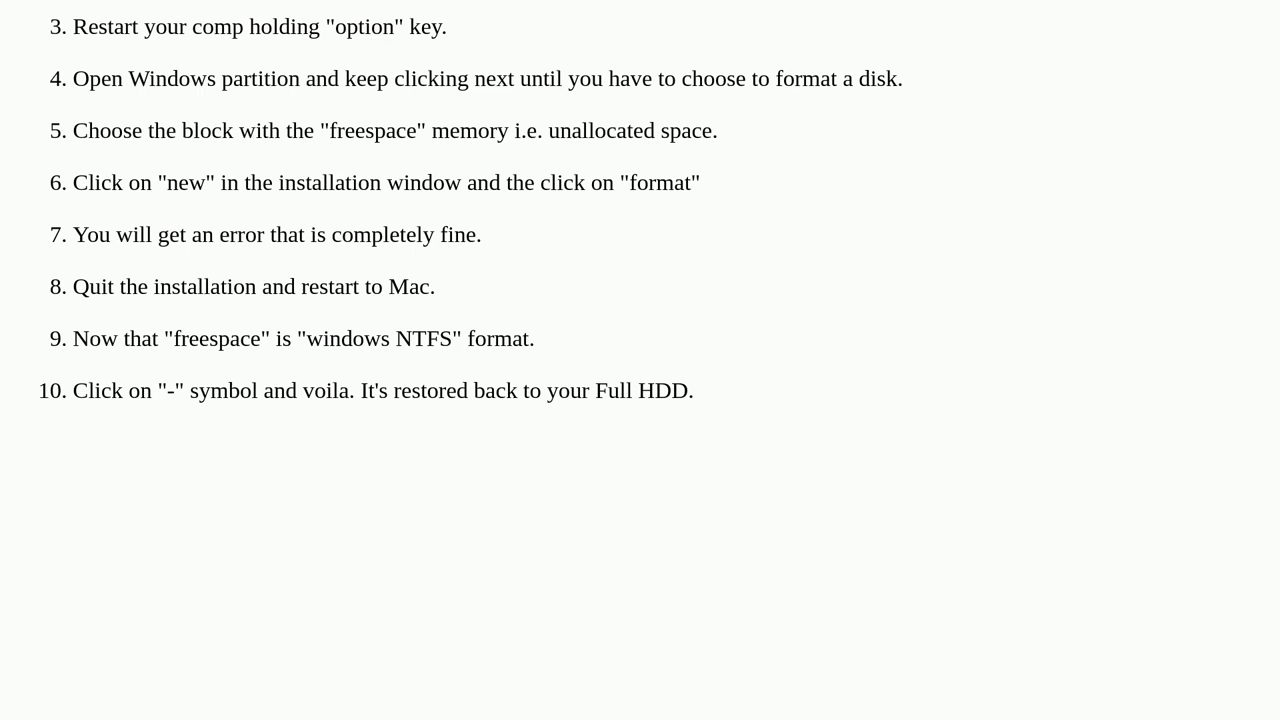 3. Restart your comp holding "option" key.
4. Open Windows partition and keep clicking next until you have to choose to format a disk.
5. Choose the block with the "freespace" memory i.e. unallocated space.
6. Click on "new" in the installation window and the click on "format"
7. You will get an error that is completely fine.
8. Quit the installation and restart to Mac.
9. Now that "freespace" is "windows NTFS" format.
10. Click on "-" symbol and voila. It's restored back to your Full HDD.